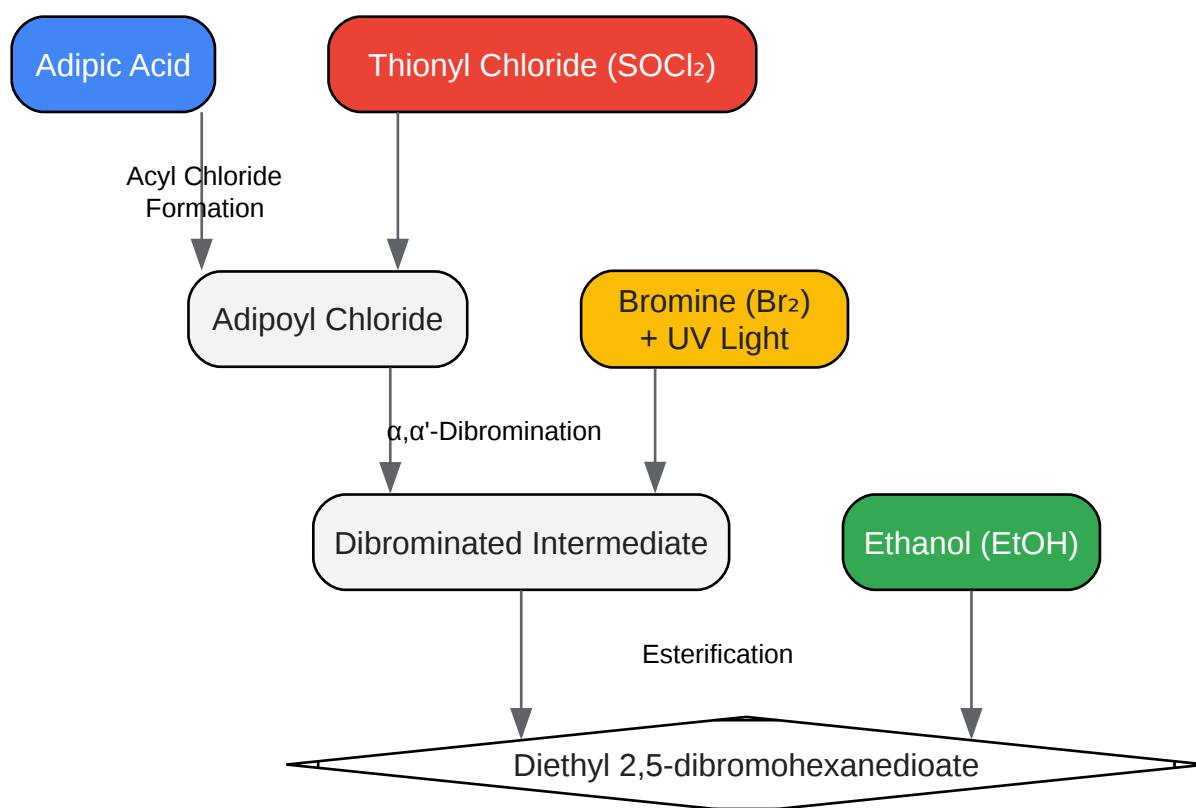 Adipic Acid
Thionyl Chloride (SOCl₂)
Acyl Chloride
Formation
Adipoyl Chloride
Bromine (Br₂)
+ UV Light
α,α'-Dibromination
Dibrominated Intermediate
Ethanol (EtOH)
Esterification
Diethyl 2,5-dibromohexanedioate